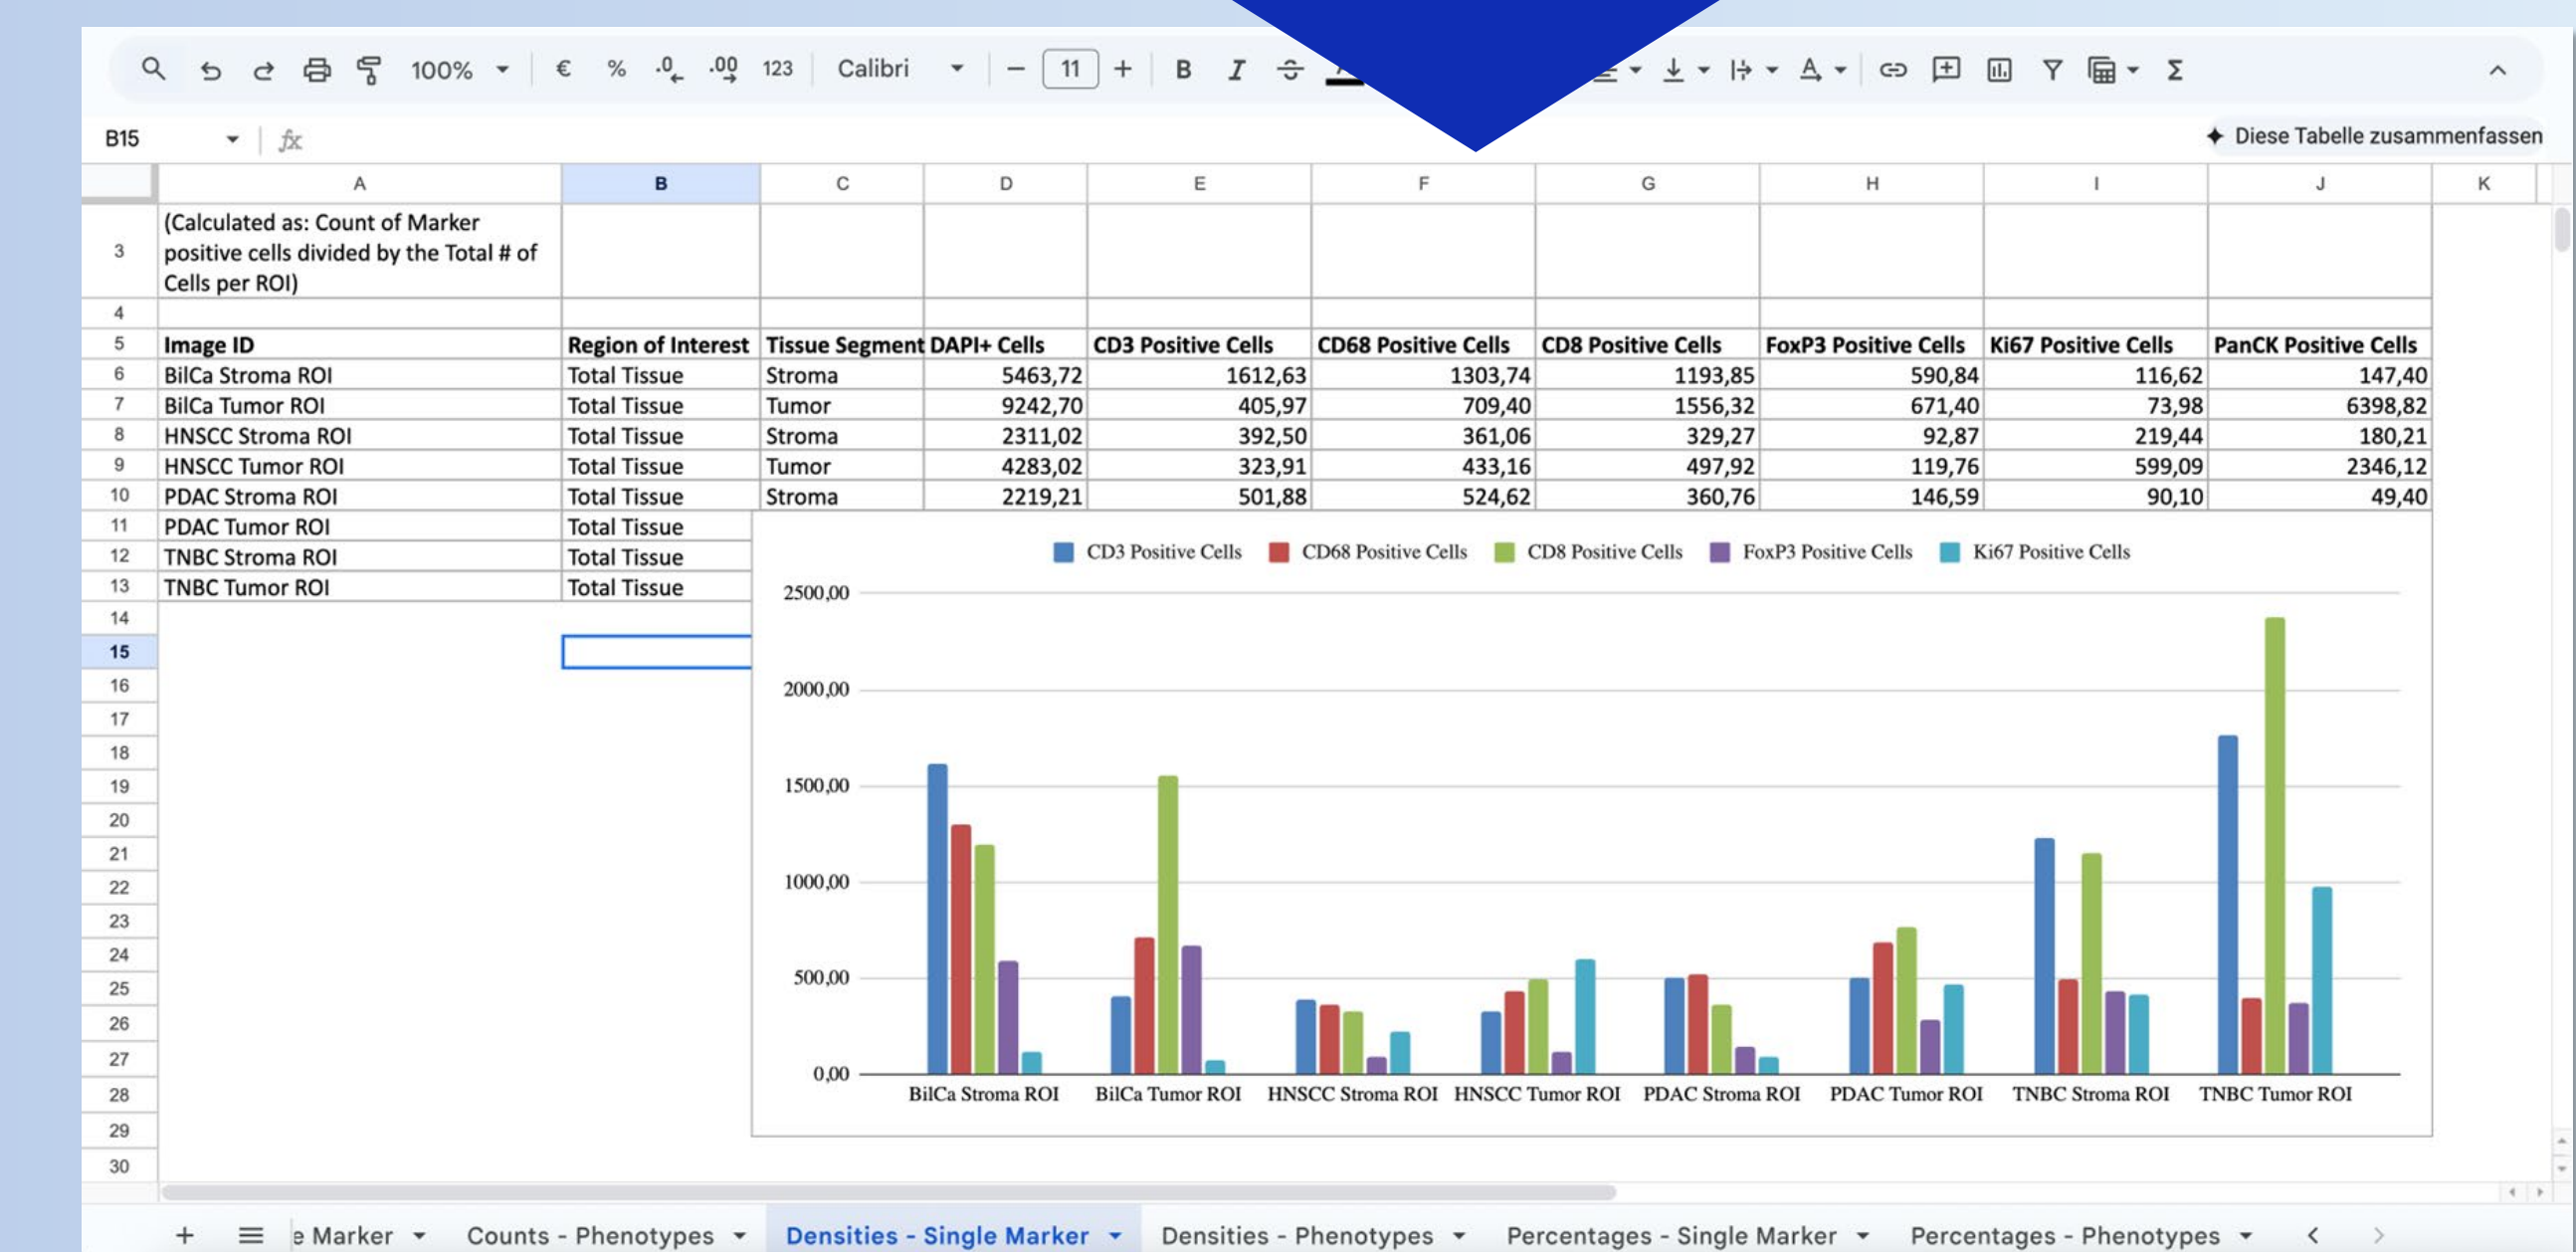 100% € % .0 .00 123 Calibri 11 B I
B15 fx Diese Tabelle zusammenfassen
A B C D E F G H I J K
3 (Calculated as: Count of Marker
positive cells divided by the Total # of
Cells per ROI)
4
5 Image ID Region of Interest Tissue Segment DAPI+ Cells CD3 Positive Cells CD68 Positive Cells CD8 Positive Cells FoxP3 Positive Cells Ki67 Positive Cells PanCK Positive Cells
6 BilCa Stroma ROI Total Tissue Stroma 5463,72 1612,63 1303,74 1193,85 590,84 116,62 147,40
7 BilCa Tumor ROI Total Tissue Tumor 9242,70 405,97 709,40 1556,32 671,40 73,98 6398,82
8 HNSCC Stroma ROI Total Tissue Stroma 2311,02 392,50 361,06 329,27 92,87 219,44 180,21
9 HNSCC Tumor ROI Total Tissue Tumor 4283,02 323,91 433,16 497,92 119,76 599,09 2346,12
10 PDAC Stroma ROI Total Tissue Stroma 2219,21 501,88 524,62 360,76 146,59 90,10 49,40
11 PDAC Tumor ROI Total Tissue
12 TNBC Stroma ROI Total Tissue
13 TNBC Tumor ROI Total Tissue
14
15
16
17
18
19
20
21
22
23
24
25
26
27
28
29
30
CD3 Positive Cells CD68 Positive Cells CD8 Positive Cells FoxP3 Positive Cells Ki67 Positive Cells
2500,00
2000,00
1500,00
1000,00
500,00
0,00
BilCa Stroma ROI BilCa Tumor ROI HNSCC Stroma ROI HNSCC Tumor ROI PDAC Stroma ROI PDAC Tumor ROI TNBC Stroma ROI TNBC Tumor ROI
e Marker Counts - Phenotypes Densities - Single Marker Densities - Phenotypes Percentages - Single Marker Percentages - Phenotypes